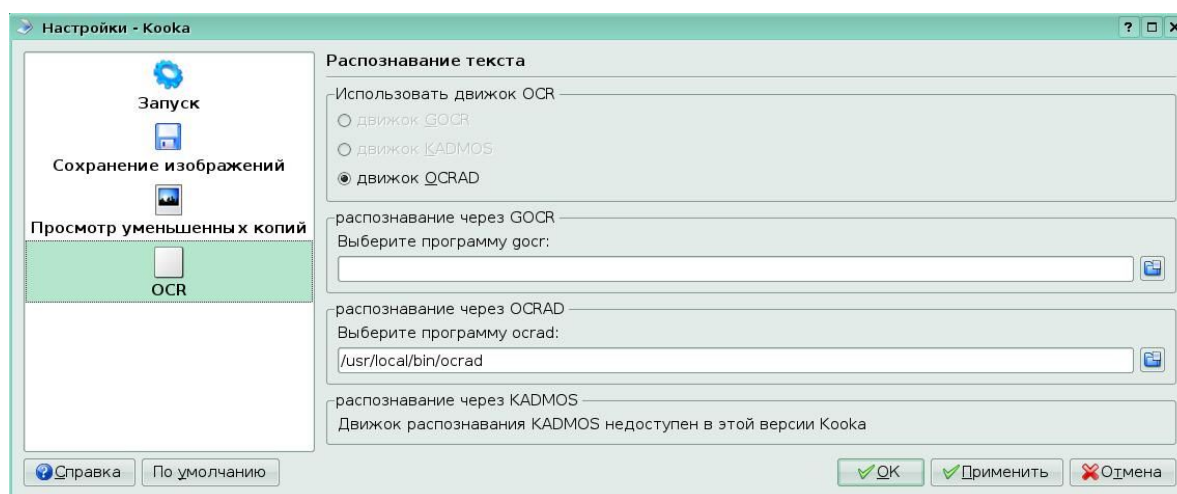 Настройки - Kooka
Запуск
Сохранение изображений
Просмотр уменьшенных копий
OCR
Распознавание текста
Использовать движок OCR
движок GOCR
движок KADMOS
движок OCRAD
распознавание через GOCR
Выберите программу gocr:
распознавание через OCRAD
Выберите программу ocrad:
/usr/local/bin/ocrad
распознавание через KADMOS
Движок распознавания KADMOS недоступен в этой версии Kooka
Справка
По умолчанию
OK
Применить
Отмена